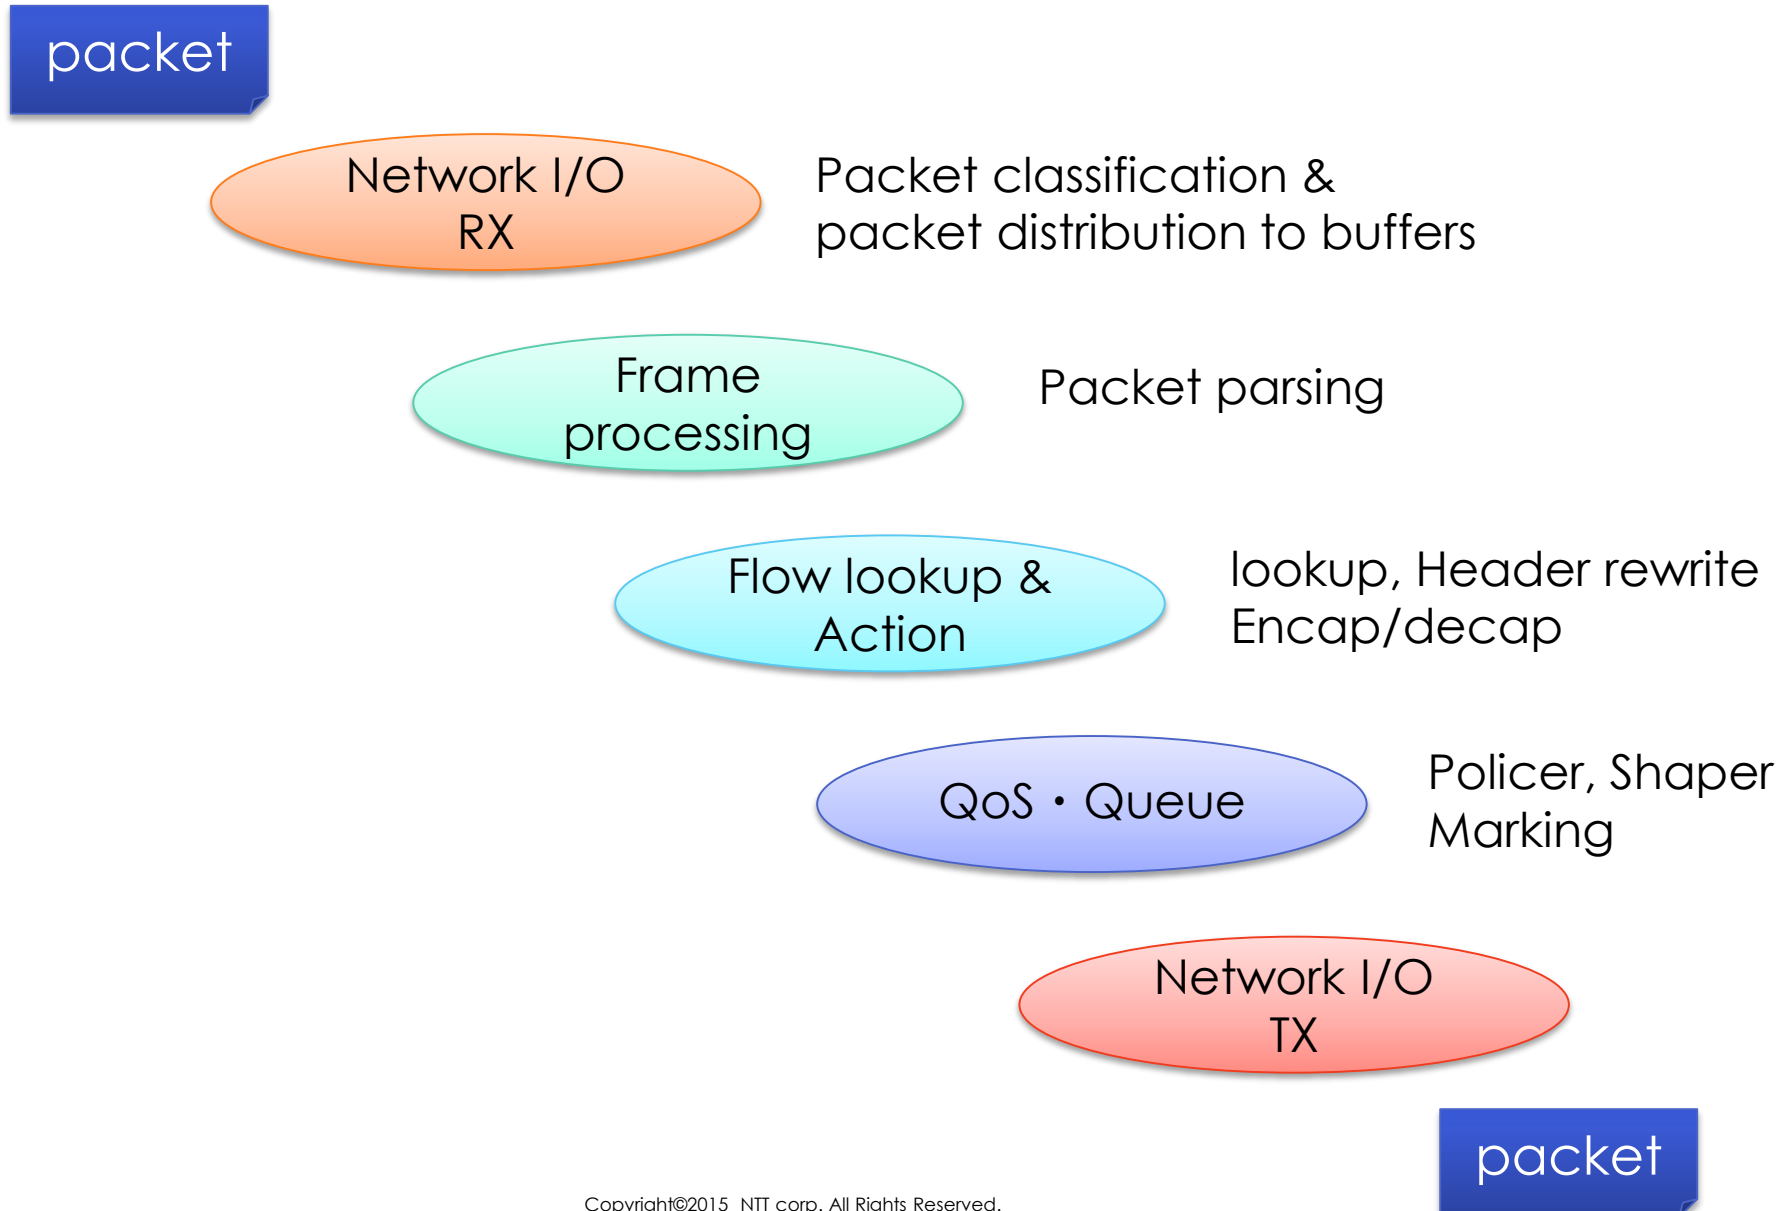 packet
Network I/O
RX
Packet classification &
packet distribution to buffers
Frame
processing
Packet parsing
Flow lookup &
Action
lookup, Header rewrite
Encap/decap
QoS・Queue
Policer, Shaper
Marking
Network I/O
TX
packet
Copyright©2015 NTT corp. All Rights Reserved.